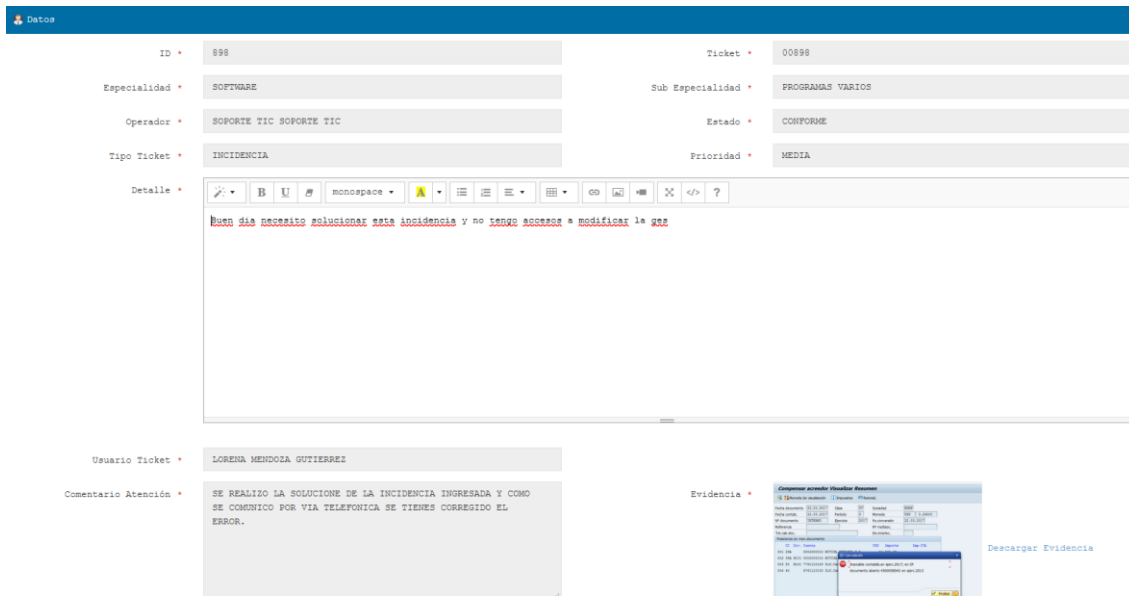 Datos
ID * 898 Ticket * 00898
Especialidad * SOFTWARE Sub Especialidad * PROGRAMAS VARIOS
Operador * SOPORTE TIC SOPORTE TIC Estado * CONFORME
Tipo Ticket * INCIDENCIA Prioridad * MEDIA
Detalle *
B U monospace A </> ?
Buen dia necesito solucionar esta incidencia y no tengo accesos a modificar la ges
Usuario Ticket * LORENA MENDOZA GUTIERREZ
Comentario Atención * SE REALIZO LA SOLUCIONE DE LA INCIDENCIA INGRESADA Y COMO
SE COMUNICO POR VIA TELEFONICA SE TIENES CORREGIDO EL
ERROR.
Evidencia *
Compensar acreedor Visualizar Resumen
Descargar Evidencia